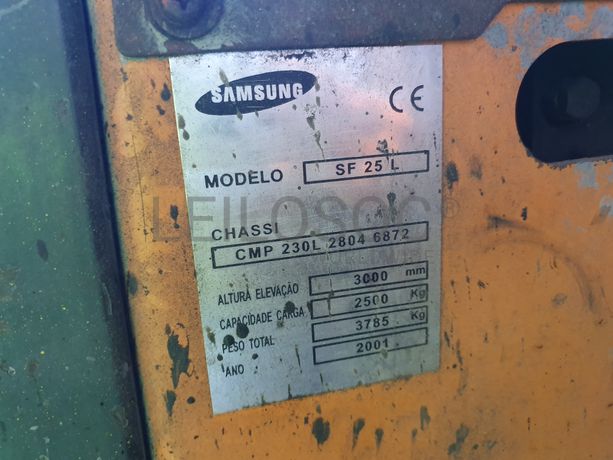 SAMSUNG
CE
MODELO SF 25 L
CHASSI CMP 230L 2804 6872
LEILOSOC®
ALTURA ELEVAÇÃO 3000 mm
CAPACIDADE CARGA 2500 Kg
PESO TOTAL 3785 Kg
ANO 2001